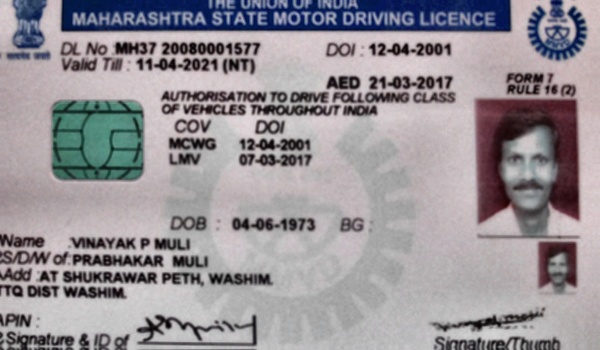 THE UNION OF INDIA
MAHARASHTRA STATE MOTOR DRIVING LICENCE
DL No MH37 20080001577 DOI : 12-04-2001
Valid Till : 11-04-2021 (NT)
AED 21-03-2017
FORM 7
RULE 16 (2)
AUTHORISATION TO DRIVE FOLLOWING CLASS
OF VEHICLES THROUGHOUT INDIA
COV DOI
MCWG 12-04-2001
LMV 07-03-2017
DOB : 04-06-1973 BG :
Name :VINAYAK P MULI
S/D/W of :PRABHAKAR MULI
Add :AT SHUKRAWAR PETH, WASHIM.
TQ DIST WASHIM.
PIN :
Signature & ID of
Signature/Thumb